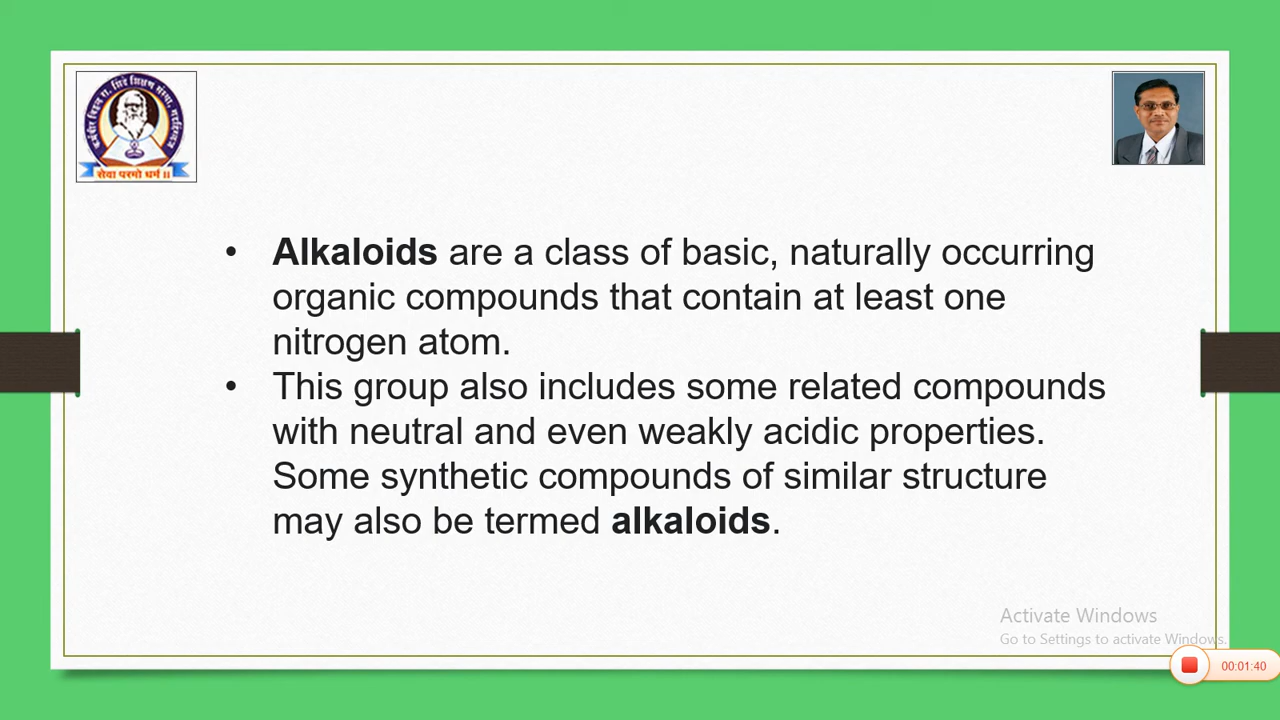 सेवा परमो धर्म ॥
• Alkaloids are a class of basic, naturally occurring
organic compounds that contain at least one
nitrogen atom.
• This group also includes some related compounds
with neutral and even weakly acidic properties.
Some synthetic compounds of similar structure
may also be termed alkaloids.
Activate Windows
Go to Settings to activate Windows.
00:01:40